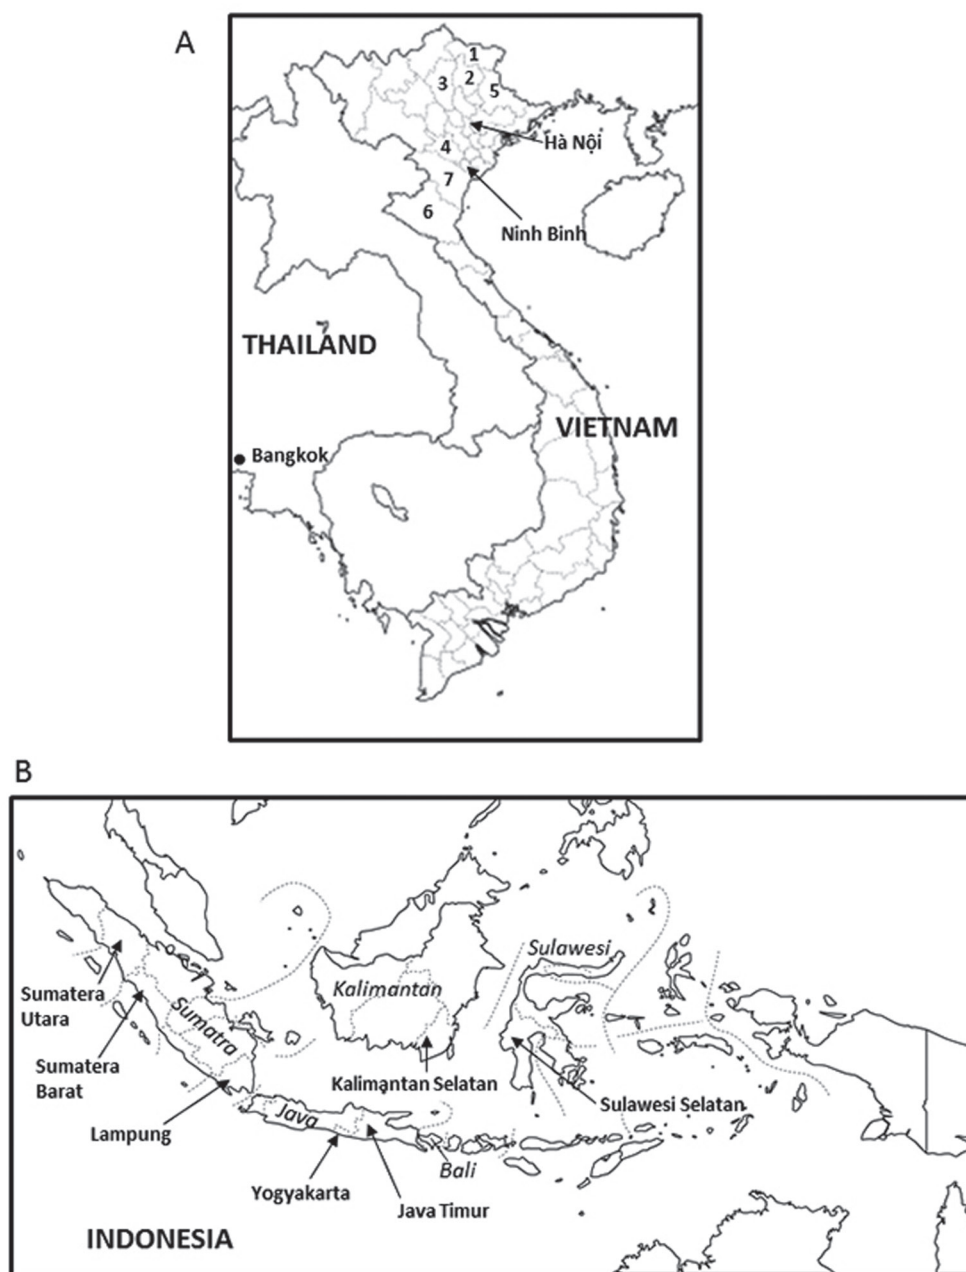 A
1
2
3
5
Hà Nội
4
7
6
Ninh Binh
THAILAND
VIETNAM
Bangkok
B
Sulawesi
Kalimantan
Sumatera
Utara
Sumatra
Sumatera
Barat
Kalimantan Selatan
Sulawesi Selatan
Java
Lampung
Bali
Yogyakarta
Java Timur
INDONESIA